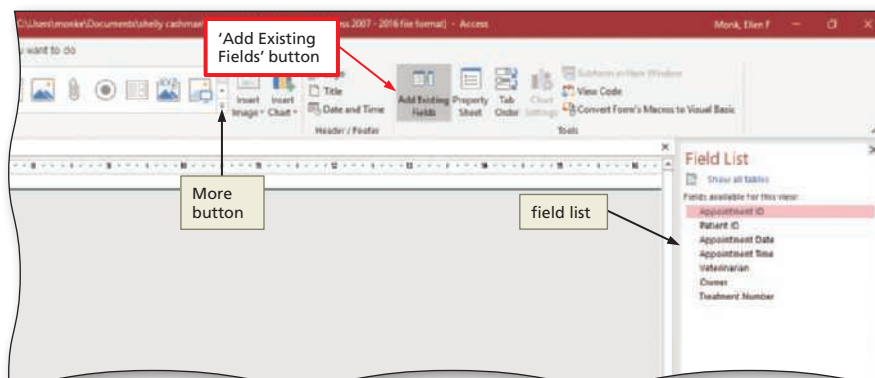 C:\Users\monke\Documents\shelly cashman
ess 2007 - 2016 file format) - Access
Monk, Ellen F
u want to do
'Add Existing
Fields' button
Title
Date and Time
Header / Footer
Insert
Image
Insert
Chart
Add Existing
Fields
Property
Sheet
Tab
Order
Chart
Settings
Subform in New Window
View Code
Convert Form's Macros to Visual Basic
Tools
More
button
field list
Field List
Show all tables
Fields available for this view:
Appointment ID
Patient ID
Appointment Date
Appointment Time
Veterinarian
Owner
Treatment Number